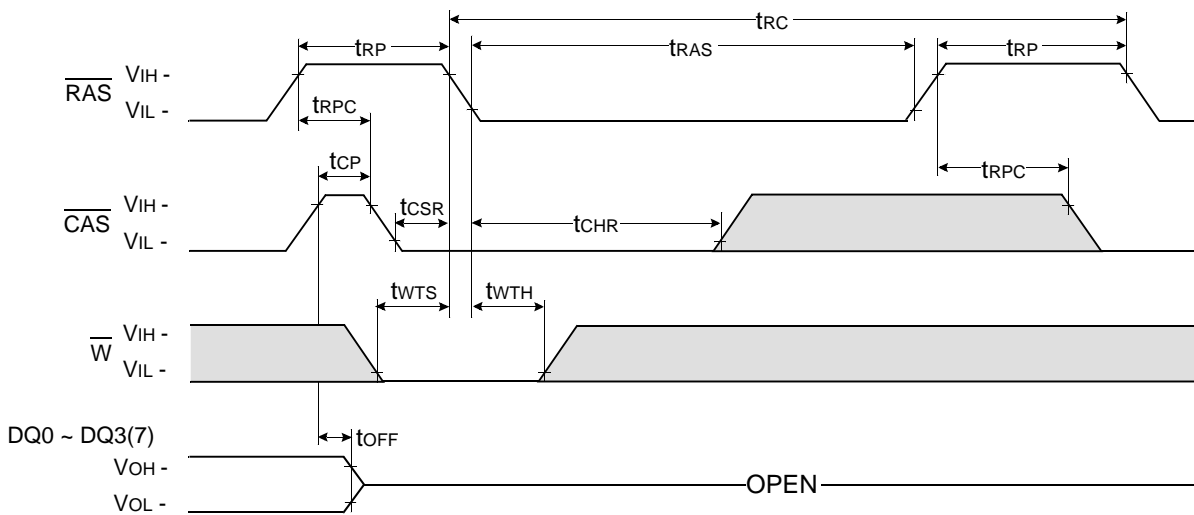 tRC
tRP
tRAS
tRP
RAS
VIH -
VIL -
tRPC
tRPC
tCP
CAS
VIH -
VIL -
tCSR
tCHR
tWTS
tWTH
W
VIH -
VIL -
DQ0 ~ DQ3(7)
tOFF
VOH -
VOL -
OPEN